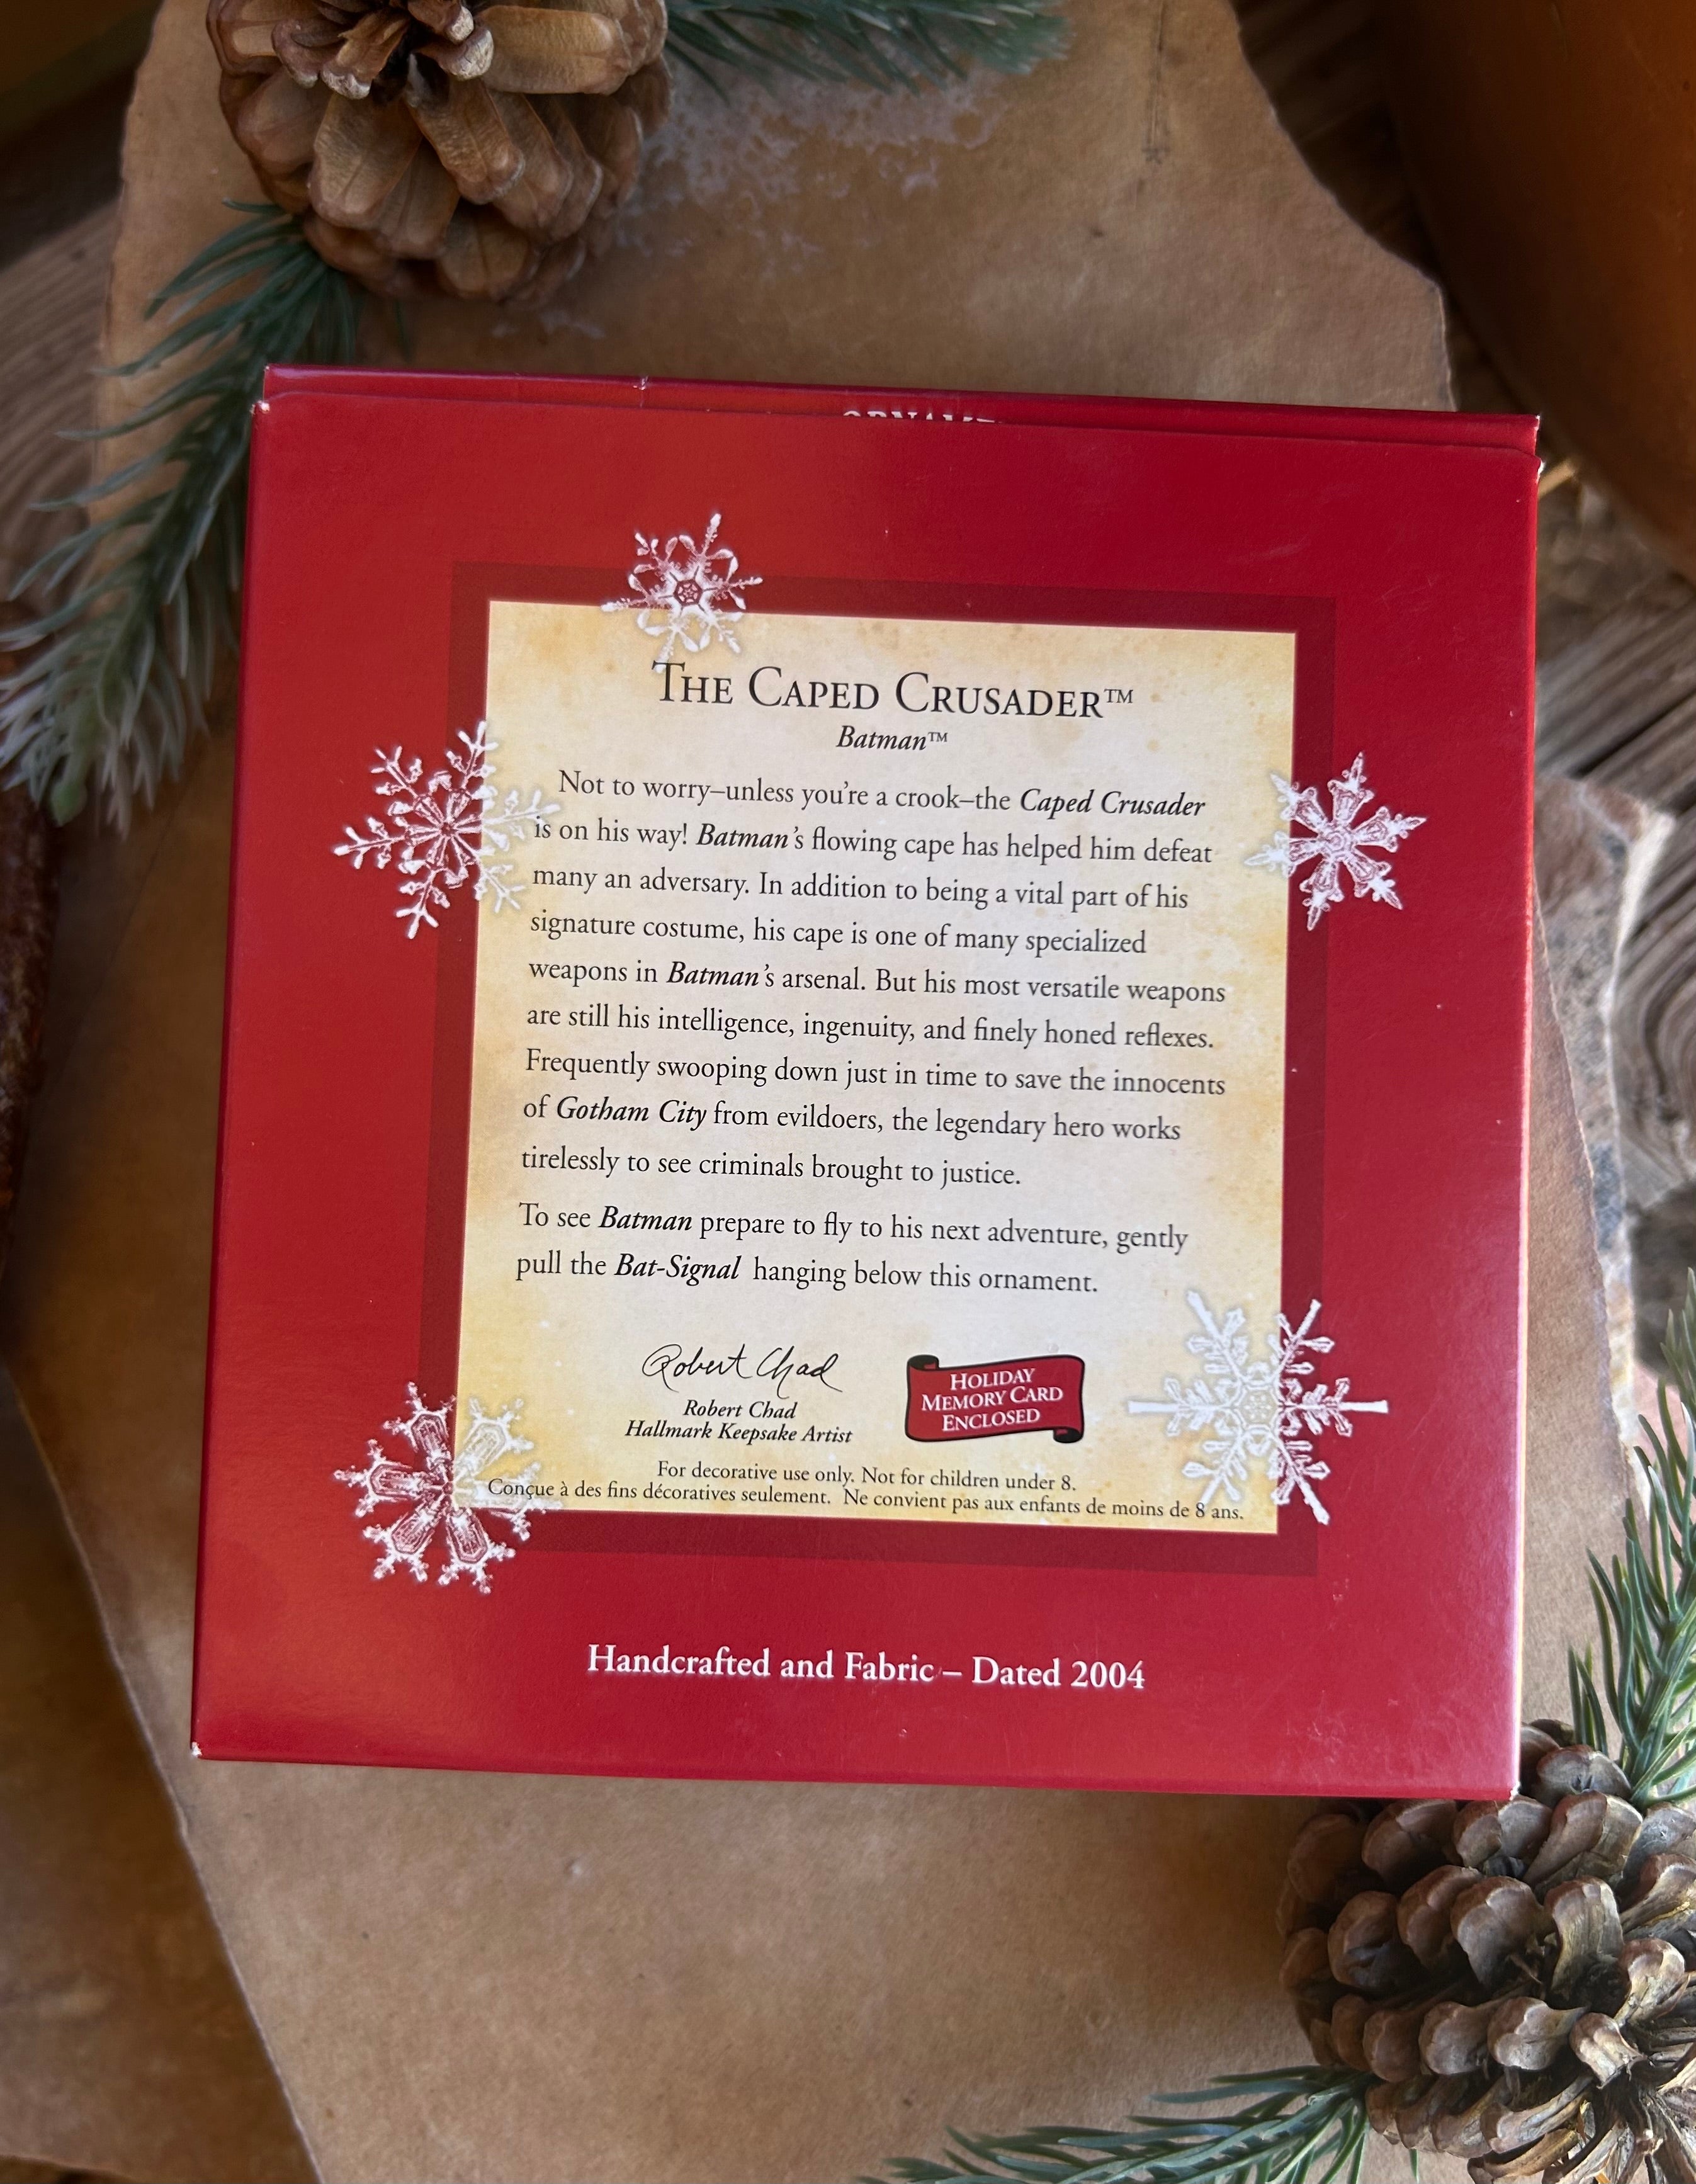 THE CAPED CRUSADER™
Batman™
Not to worry–unless you're a crook–the Caped Crusader
is on his way! Batman's flowing cape has helped him defeat
many an adversary. In addition to being a vital part of his
signature costume, his cape is one of many specialized
weapons in Batman's arsenal. But his most versatile weapons
are still his intelligence, ingenuity, and finely honed reflexes.
Frequently swooping down just in time to save the innocents
of Gotham City from evildoers, the legendary hero works
tirelessly to see criminals brought to justice.
To see Batman prepare to fly to his next adventure, gently
pull the Bat-Signal hanging below this ornament.
Robert Chad
Robert Chad
Hallmark Keepsake Artist
HOLIDAY
MEMORY CARD
ENCLOSED
For decorative use only. Not for children under 8.
Conçue à des fins décoratives seulement. Ne convient pas aux enfants de moins de 8 ans.
Handcrafted and Fabric – Dated 2004